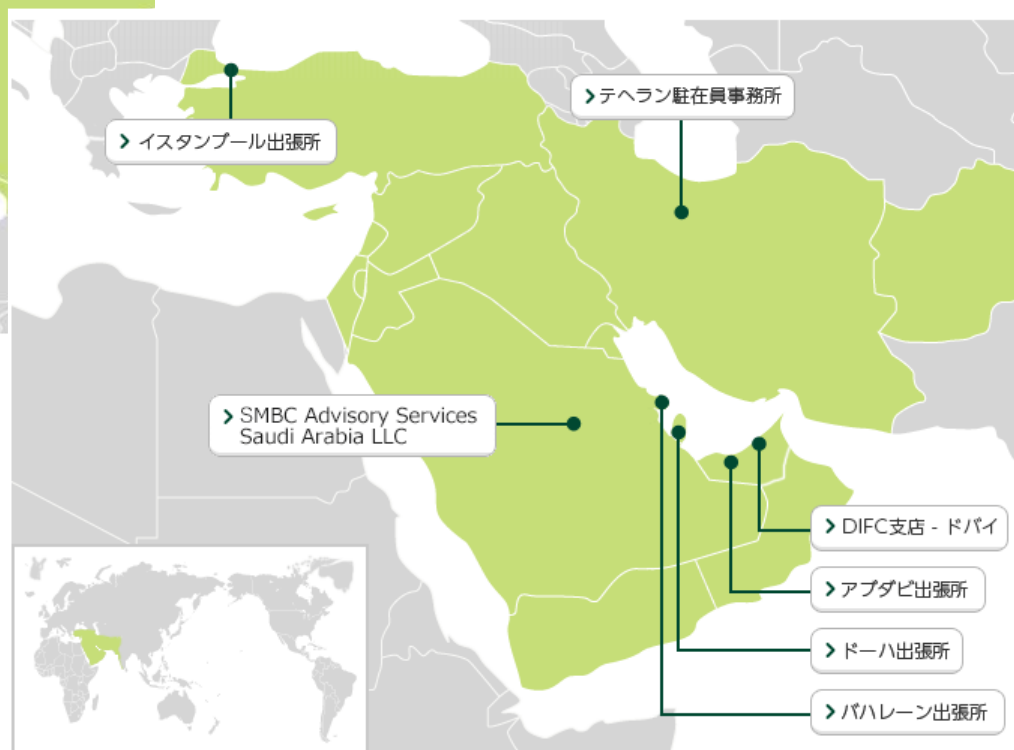 テヘラン駐在員事務所
イスタンブール出張所
SMBC Advisory Services
Saudi Arabia LLC
DIFC支店 - ドバイ
アブダビ出張所
ドーハ出張所
バハレーン出張所